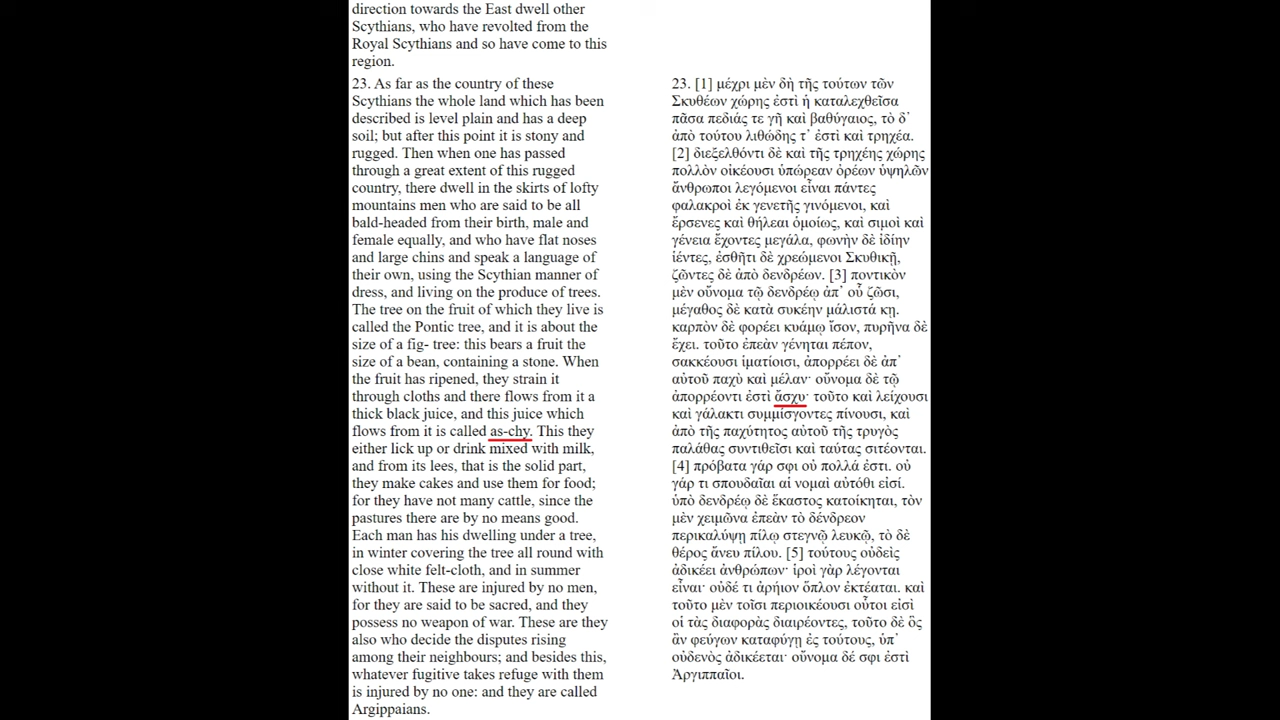 direction towards the East dwell other
Scythians, who have revolted from the
Royal Scythians and so have come to this
region.
23. As far as the country of these
Scythians the whole land which has been
described is level plain and has a deep
soil; but after this point it is stony and
rugged. Then when one has passed
through a great extent of this rugged
country, there dwell in the skirts of lofty
mountains men who are said to be all
bald-headed from their birth, male and
female equally, and who have flat noses
and large chins and speak a language of
their own, using the Scythian manner of
dress, and living on the produce of trees.
The tree on the fruit of which they live is
called the Pontic tree, and it is about the
size of a fig- tree: this bears a fruit the
size of a bean, containing a stone. When
the fruit has ripened, they strain it
through cloths and there flows from it a
thick black juice, and this juice which
flows from it is called as-chy. This they
either lick up or drink mixed with milk,
and from its lees, that is the solid part,
they make cakes and use them for food;
for they have not many cattle, since the
pastures there are by no means good.
Each man has his dwelling under a tree,
in winter covering the tree all round with
close white felt-cloth, and in summer
without it. These are injured by no men,
for they are said to be sacred, and they
possess no weapon of war. These are they
also who decide the disputes rising
among their neighbours; and besides this,
whatever fugitive takes refuge with them
is injured by no one: and they are called
Argippaians.
23. [1] μέχρι μὲν δὴ τῆς τούτων τῶν
Σκυθέων χώρης ἐστὶ ἡ καταλεχθεῖσα
πᾶσα πεδιάς τε γῆ καὶ βαθύγαιος, τὸ δ᾽
ἀπὸ τούτου λιθώδης τ᾽ ἐστὶ καὶ τρηχέα.
[2] διεξελθόντι δὲ καὶ τῆς τρηχέης χώρης
πολλὸν οἰκέουσι ὑπώρεαν ὀρέων ὑψηλῶν
ἄνθρωποι λεγόμενοι εἶναι πάντες
φαλακροὶ ἐκ γενετῆς γινόμενοι, καὶ
ἔρσενες καὶ θήλεαι ὁμοίως, καὶ σιμοὶ καὶ
γένεια ἔχοντες μεγάλα, φωνὴν δὲ ἰδίην
ἱέντες, ἐσθῆτι δὲ χρεώμενοι Σκυθικῇ,
ζῶντες δὲ ἀπὸ δενδρέων. [3] ποντικὸν
μὲν οὔνομα τῷ δενδρέῳ ἀπ᾽ οὗ ζῶσι,
μέγαθος δὲ κατὰ συκέην μάλιστά κῃ.
καρπὸν δὲ φορέει κυάμῳ ἴσον, πυρῆνα δὲ
ἔχει. τοῦτο ἐπεὰν γένηται πέπον,
σακκέουσι ἱματίοισι, ἀπορρέει δὲ ἀπ᾽
αὐτοῦ παχὺ καὶ μέλαν· οὔνομα δὲ τῷ
ἀπορρέοντι ἐστὶ ἄσχυ· τοῦτο καὶ λείχουσι
καὶ γάλακτι συμμίσγοντες πίνουσι, καὶ
ἀπὸ τῆς παχύτητος αὐτοῦ τῆς τρυγὸς
παλάθας συντιθεῖσι καὶ ταύτας σιτέονται.
[4] πρόβατα γάρ σφι οὐ πολλά ἐστι. οὐ
γάρ τι σπουδαῖαι αἱ νομαὶ αὐτόθι εἰσί.
ὑπὸ δενδρέῳ δὲ ἕκαστος κατοίκηται, τὸν
μὲν χειμῶνα ἐπεὰν τὸ δένδρεον
περικαλύψῃ πίλῳ στεγνῷ λευκῷ, τὸ δὲ
θέρος ἄνευ πίλου. [5] τούτους οὐδεὶς
ἀδικέει ἀνθρώπων· ἱροὶ γὰρ λέγονται
εἶναι· οὐδέ τι ἀρήιον ὅπλον ἐκτέαται. καὶ
τοῦτο μὲν τοῖσι περιοικέουσι οὗτοι εἰσὶ
οἱ τὰς διαφορὰς διαιρέοντες, τοῦτο δὲ ὃς
ἂν φεύγων καταφύγῃ ἐς τούτους, ὑπ᾽
οὐδενὸς ἀδικέεται· οὔνομα δέ σφι ἐστὶ
Ἀργιππαῖοι.